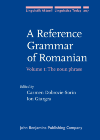 Linguistik Aktuell Linguistics Today
A Reference
Grammar
of Romanian
Volume 1: The noun phrase
Edited by
Carmen Dobrovie-Sorin
Ion Giurgea
John Benjamins Publishing Company